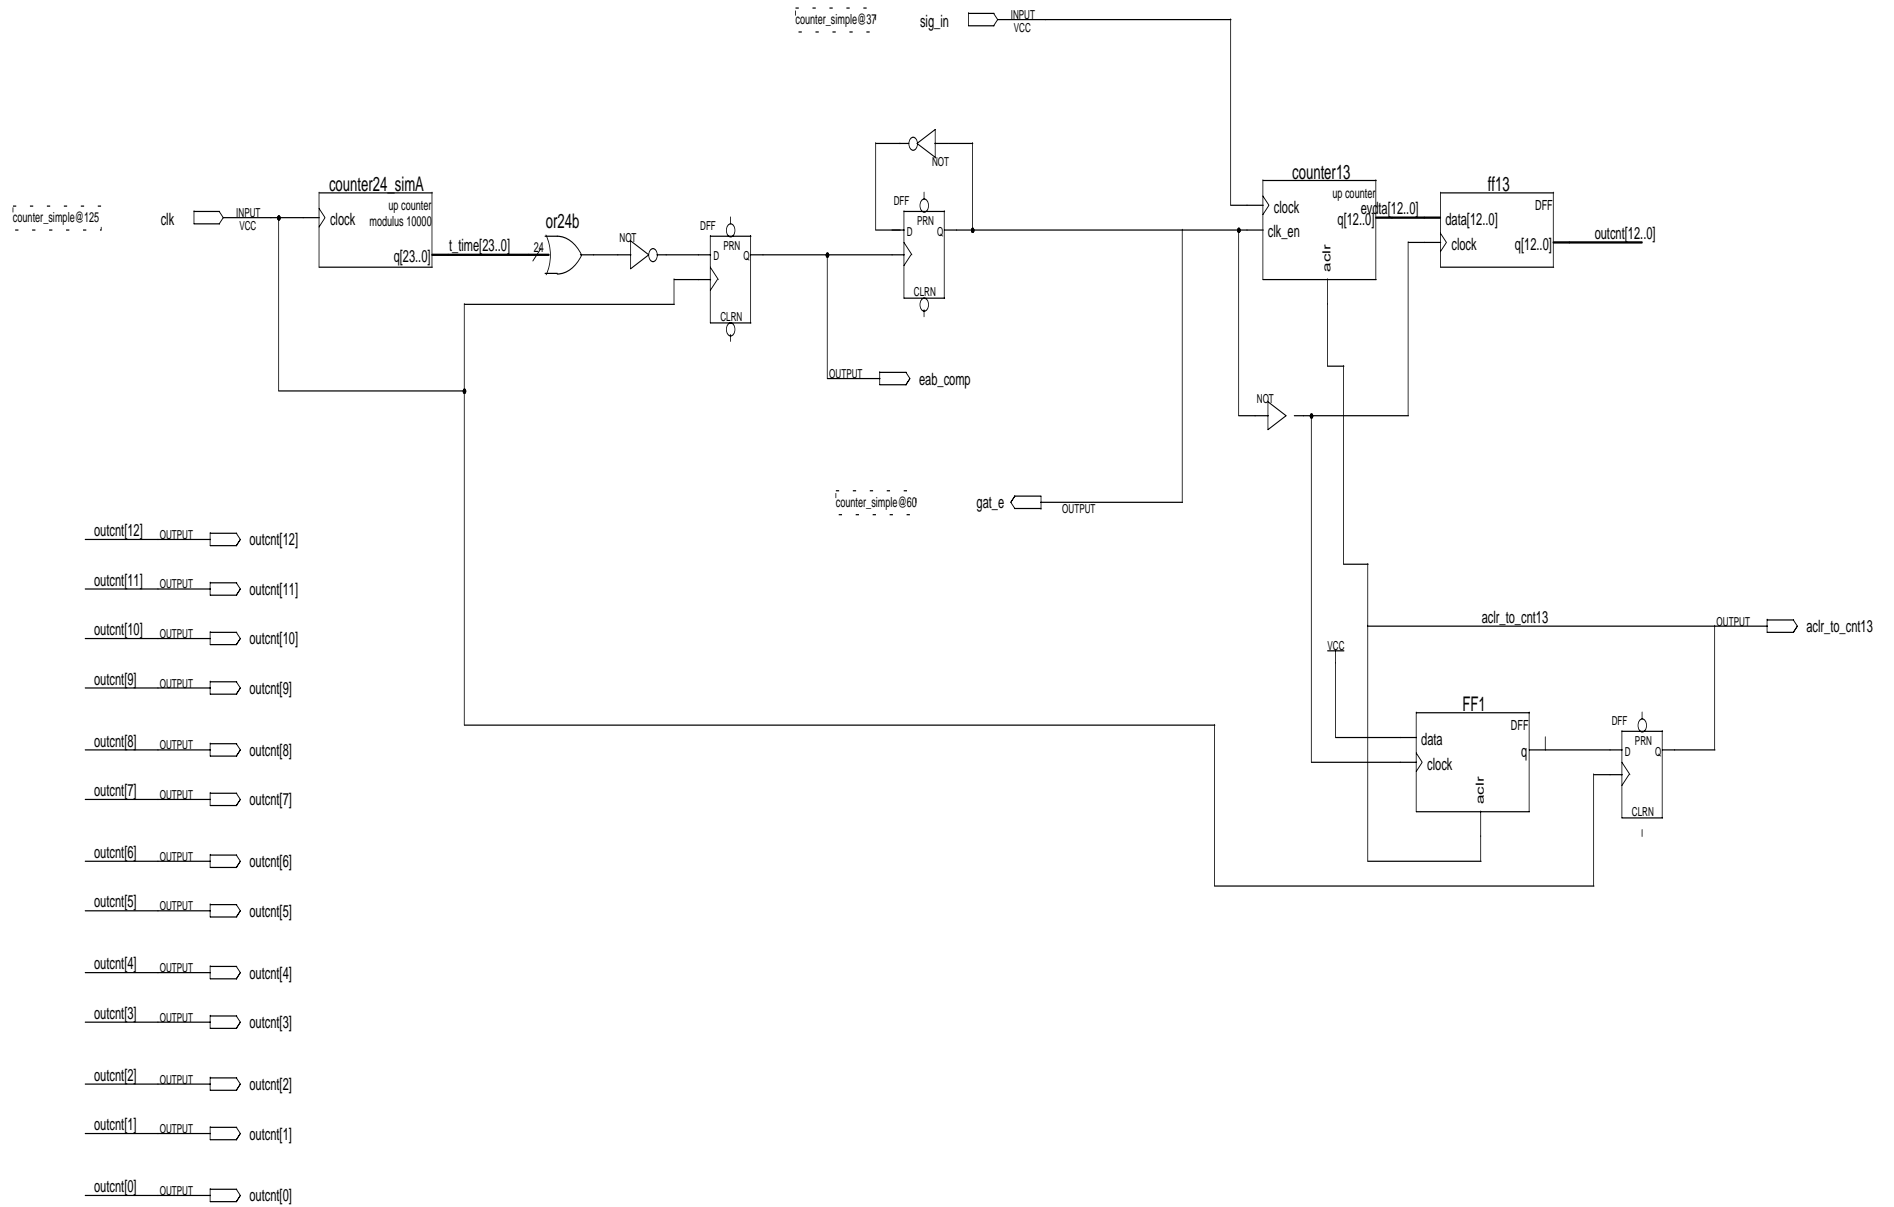 counter_simple@37
sig_in
INPUT
VCC
counter_simple@125
clk
INPUT
VCC
counter24_simA
up counter
modulus 10000
clock
q[23..0]
t_time[23..0]
24
or24b
NOT
DFF
PRN
D
Q
CLRN
NOT
DFF
PRN
D
Q
CLRN
counter13
up counter
clock
q[12..0]
clk_en
aclr
evdta[12..0]
ff13
DFF
data[12..0]
clock
q[12..0]
outcnt[12..0]
OUTPUT
eab_comp
NOT
counter_simple@60
gat_e
OUTPUT
outcnt[12] OUTPUT outcnt[12]
outcnt[11] OUTPUT outcnt[11]
outcnt[10] OUTPUT outcnt[10]
outcnt[9] OUTPUT outcnt[9]
outcnt[8] OUTPUT outcnt[8]
outcnt[7] OUTPUT outcnt[7]
outcnt[6] OUTPUT outcnt[6]
outcnt[5] OUTPUT outcnt[5]
outcnt[4] OUTPUT outcnt[4]
outcnt[3] OUTPUT outcnt[3]
outcnt[2] OUTPUT outcnt[2]
outcnt[1] OUTPUT outcnt[1]
outcnt[0] OUTPUT outcnt[0]
aclr_to_cnt13
OUTPUT
aclr_to_cnt13
VCC
FF1
DFF
data
q
clock
aclr
DFF
PRN
D
Q
CLRN